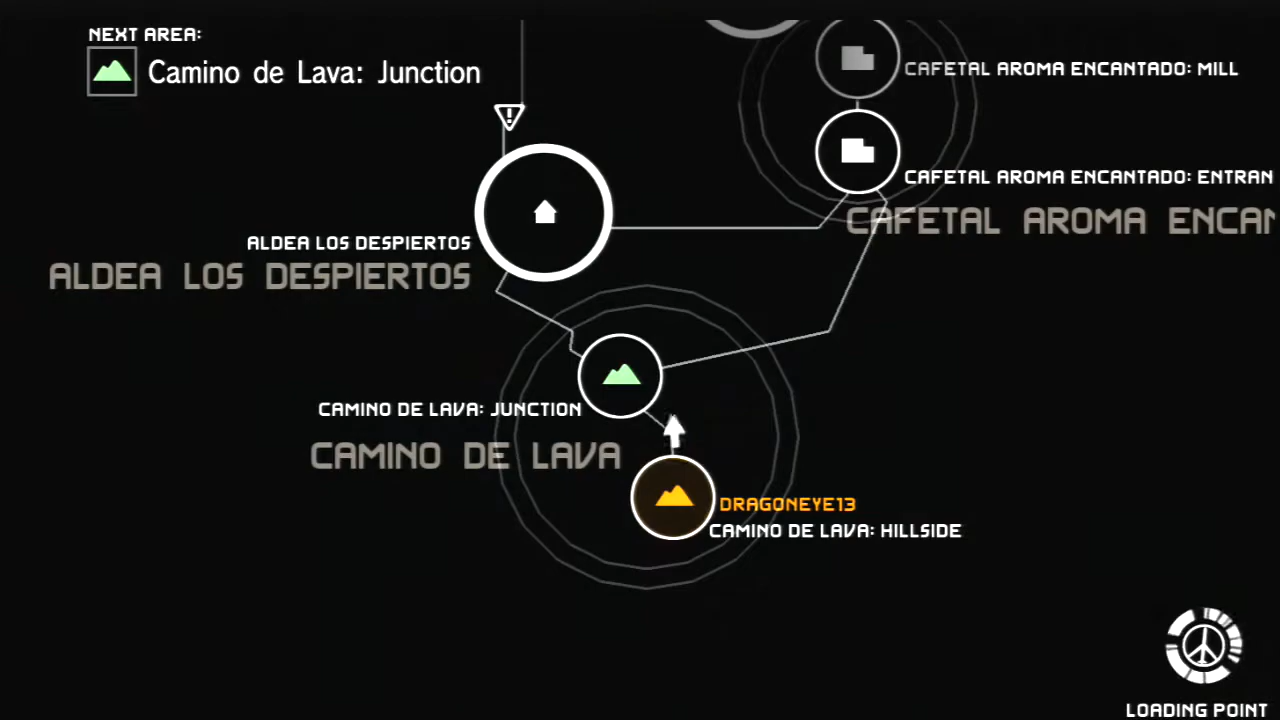 NEXT AREA:
Camino de Lava: Junction
CAFETAL AROMA ENCANTADO: MILL
CAFETAL AROMA ENCANTADO: ENTRAN
CAFETAL AROMA ENCAN
ALDEA LOS DESPIERTOS
ALDEA LOS DESPIERTOS
CAMINO DE LAVA: JUNCTION
CAMINO DE LAVA
DRAGONEYE13
CAMINO DE LAVA: HILLSIDE
LOADING POINT